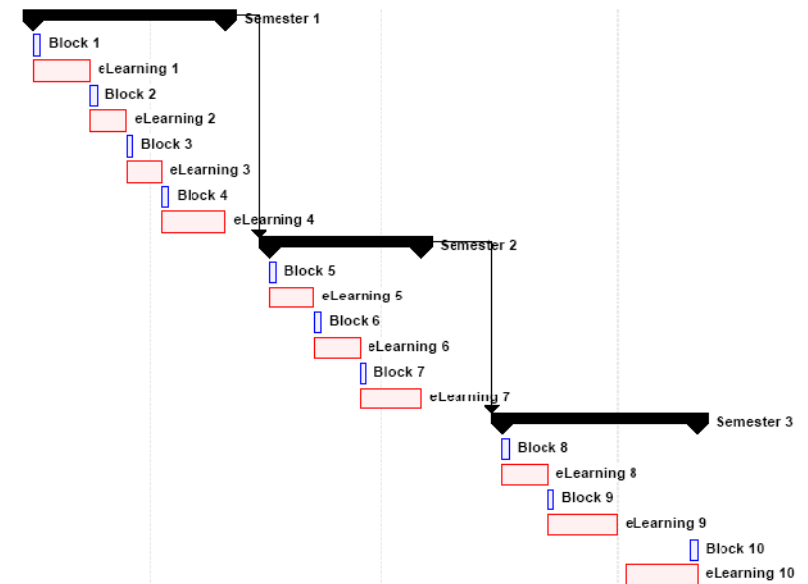 Semester 1
Block 1
eLearning 1
Block 2
eLearning 2
Block 3
eLearning 3
Block 4
eLearning 4
Semester 2
Block 5
eLearning 5
Block 6
eLearning 6
Block 7
eLearning 7
Semester 3
Block 8
eLearning 8
Block 9
eLearning 9
Block 10
eLearning 10